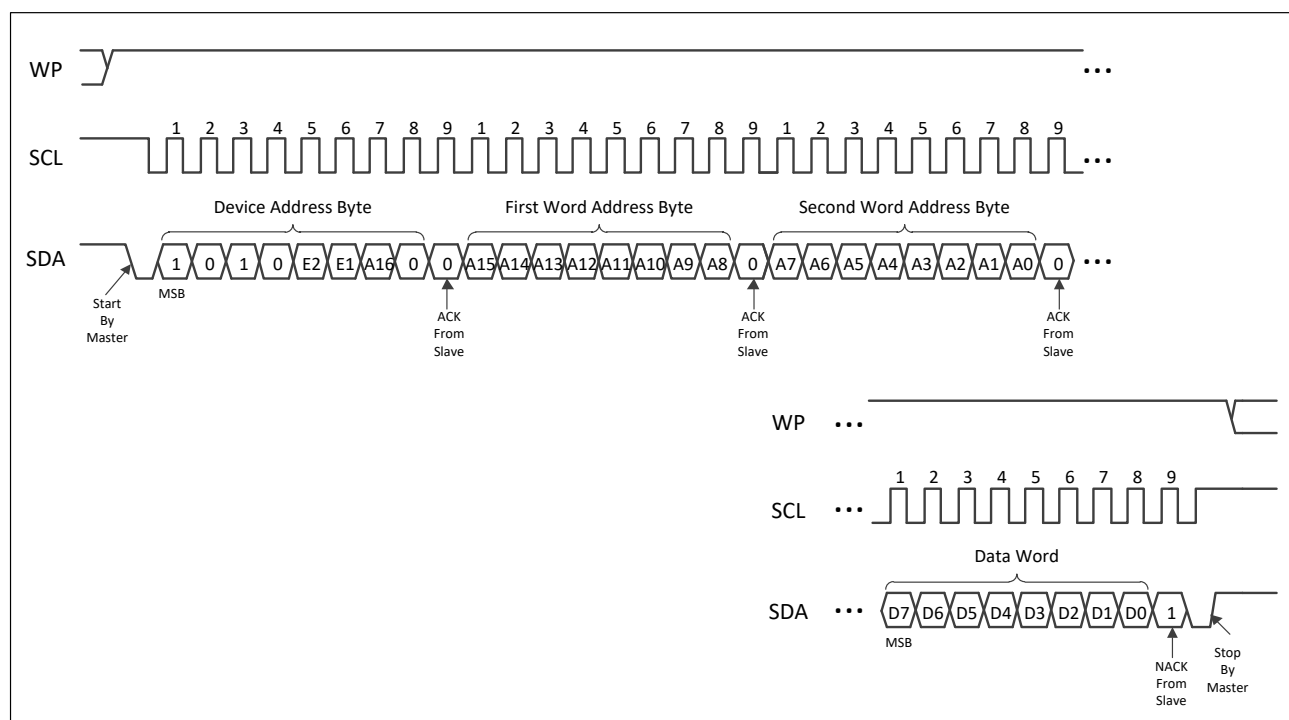 WP
...
1 2 3 4 5 6 7 8 9 1 2 3 4 5 6 7 8 9 1 2 3 4 5 6 7 8 9
SCL
...
Device Address Byte First Word Address Byte Second Word Address Byte
SDA
1 0 1 0 E2 E1 A16 0 0 A15 A14 A13 A12 A11 A10 A9 A8 0 A7 A6 A5 A4 A3 A2 A1 A0 0
...
MSB
Start
By
Master
ACK
From
Slave
ACK
From
Slave
ACK
From
Slave
WP ...
1 2 3 4 5 6 7 8 9
SCL ...
Data Word
SDA ... D7 D6 D5 D4 D3 D2 D1 D0 1
MSB
NACK
From
Slave
Stop
By
Master